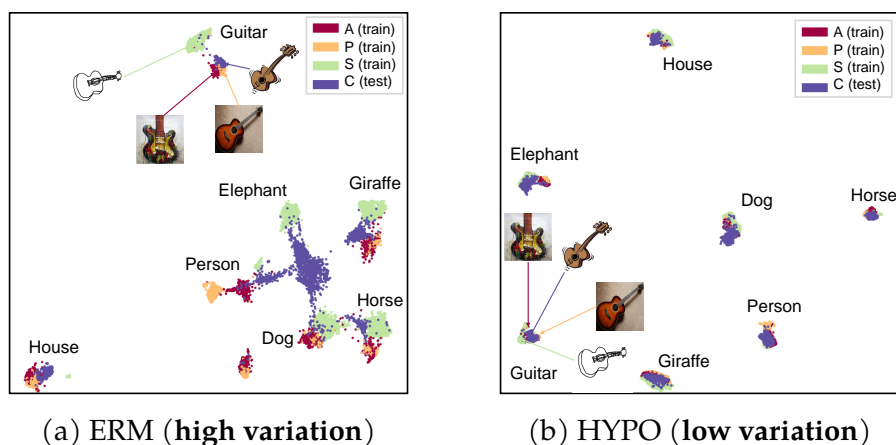 Guitar
A (train)
P (train)
S (train)
C (test)
Elephant
Giraffe
Person
Horse
Dog
House
(a) ERM (high variation)
House
A (train)
P (train)
S (train)
C (test)
Elephant
Dog
Horse
Person
Guitar
Giraffe
(b) HYPO (low variation)